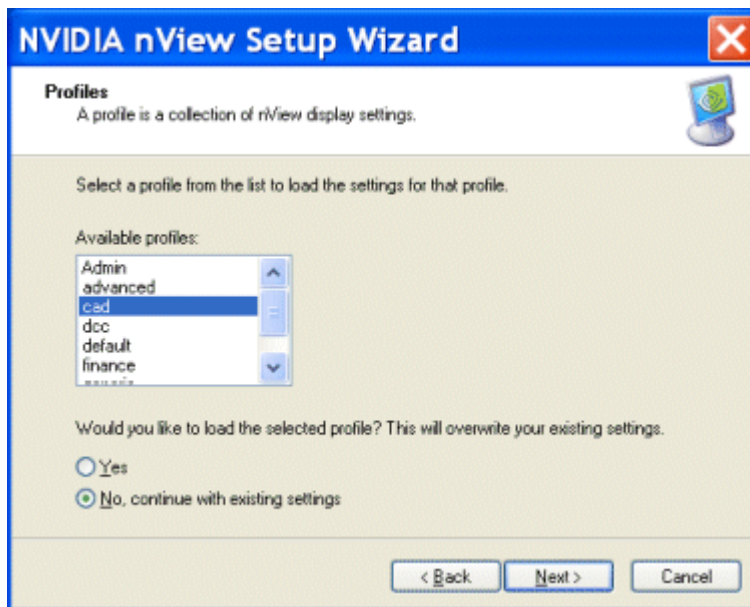 NVIDIA nView Setup Wizard
Profiles
A profile is a collection of nView display settings.
Select a profile from the list to load the settings for that profile.
Available profiles:
Admin
advanced
cad
dcc
default
finance
Would you like to load the selected profile? This will overwrite your existing settings.
Yes
No, continue with existing settings
< Back
Next >
Cancel